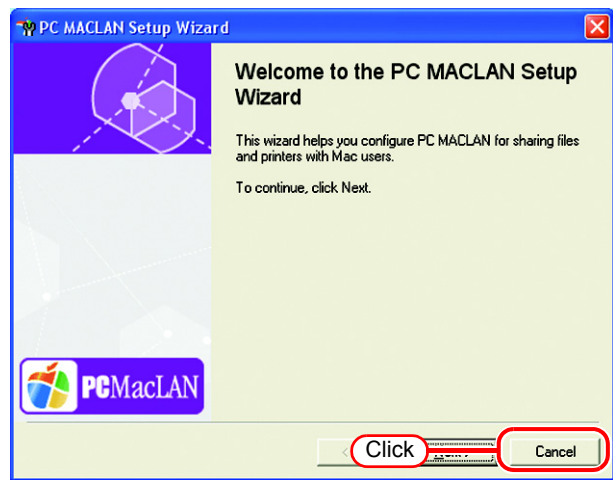 PC MACLAN Setup Wizard
Welcome to the PC MACLAN Setup
Wizard
This wizard helps you configure PC MACLAN for sharing files
and printers with Mac users.
To continue, click Next.
PCMacLAN
Click
Cancel